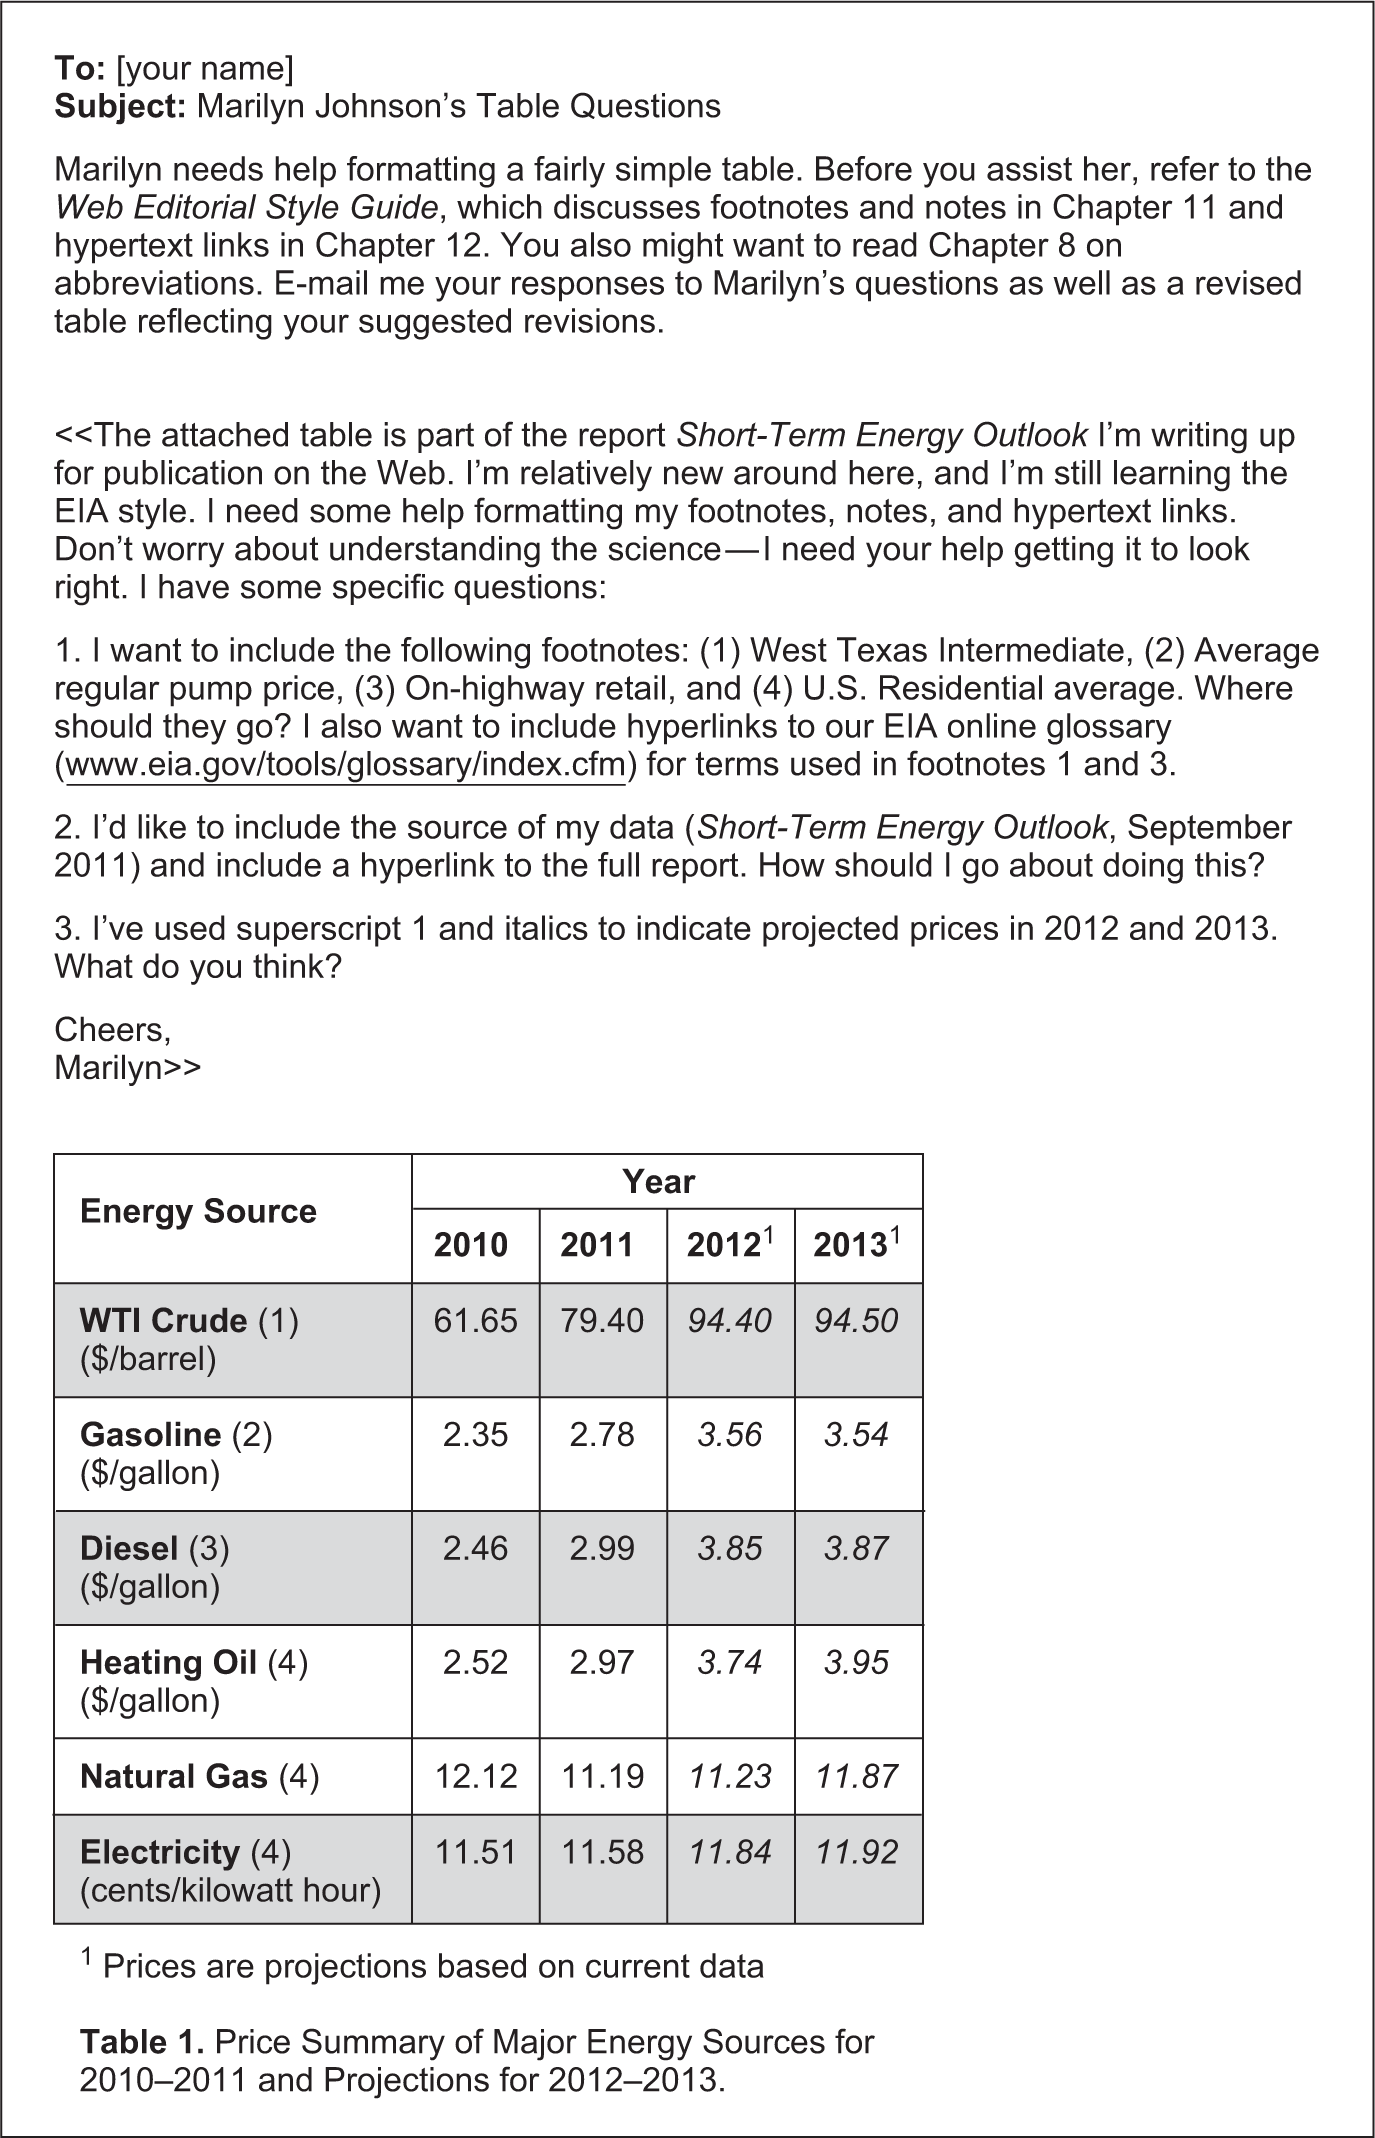 To: [your name]
Subject: Marilyn Johnson’s Table Questions
Marilyn needs help formatting a fairly simple table. Before you assist her, refer to the
Web Editorial Style Guide, which discusses footnotes and notes in Chapter 11 and
hypertext links in Chapter 12. You also might want to read Chapter 8 on
abbreviations. E-mail me your responses to Marilyn’s questions as well as a revised
table reflecting your suggested revisions.
<<The attached table is part of the report Short-Term Energy Outlook I’m writing up
for publication on the Web. I’m relatively new around here, and I’m still learning the
EIA style. I need some help formatting my footnotes, notes, and hypertext links.
Don’t worry about understanding the science—I need your help getting it to look
right. I have some specific questions:
1. I want to include the following footnotes: (1) West Texas Intermediate, (2) Average
regular pump price, (3) On-highway retail, and (4) U.S. Residential average. Where
should they go? I also want to include hyperlinks to our EIA online glossary
(www.eia.gov/tools/glossary/index.cfm) for terms used in footnotes 1 and 3.
2. I’d like to include the source of my data (Short-Term Energy Outlook, September
2011) and include a hyperlink to the full report. How should I go about doing this?
3. I’ve used superscript 1 and italics to indicate projected prices in 2012 and 2013.
What do you think?
Cheers,
Marilyn>>
Energy Source
Year
2010 2011 2012¹ 2013¹
WTI Crude (1) 61.65 79.40 94.40 94.50
($/barrel)
Gasoline (2) 2.35 2.78 3.56 3.54
($/gallon)
Diesel (3) 2.46 2.99 3.85 3.87
($/gallon)
Heating Oil (4) 2.52 2.97 3.74 3.95
($/gallon)
Natural Gas (4) 12.12 11.19 11.23 11.87
Electricity (4) 11.51 11.58 11.84 11.92
(cents/kilowatt hour)
¹ Prices are projections based on current data
Table 1. Price Summary of Major Energy Sources for
2010–2011 and Projections for 2012–2013.